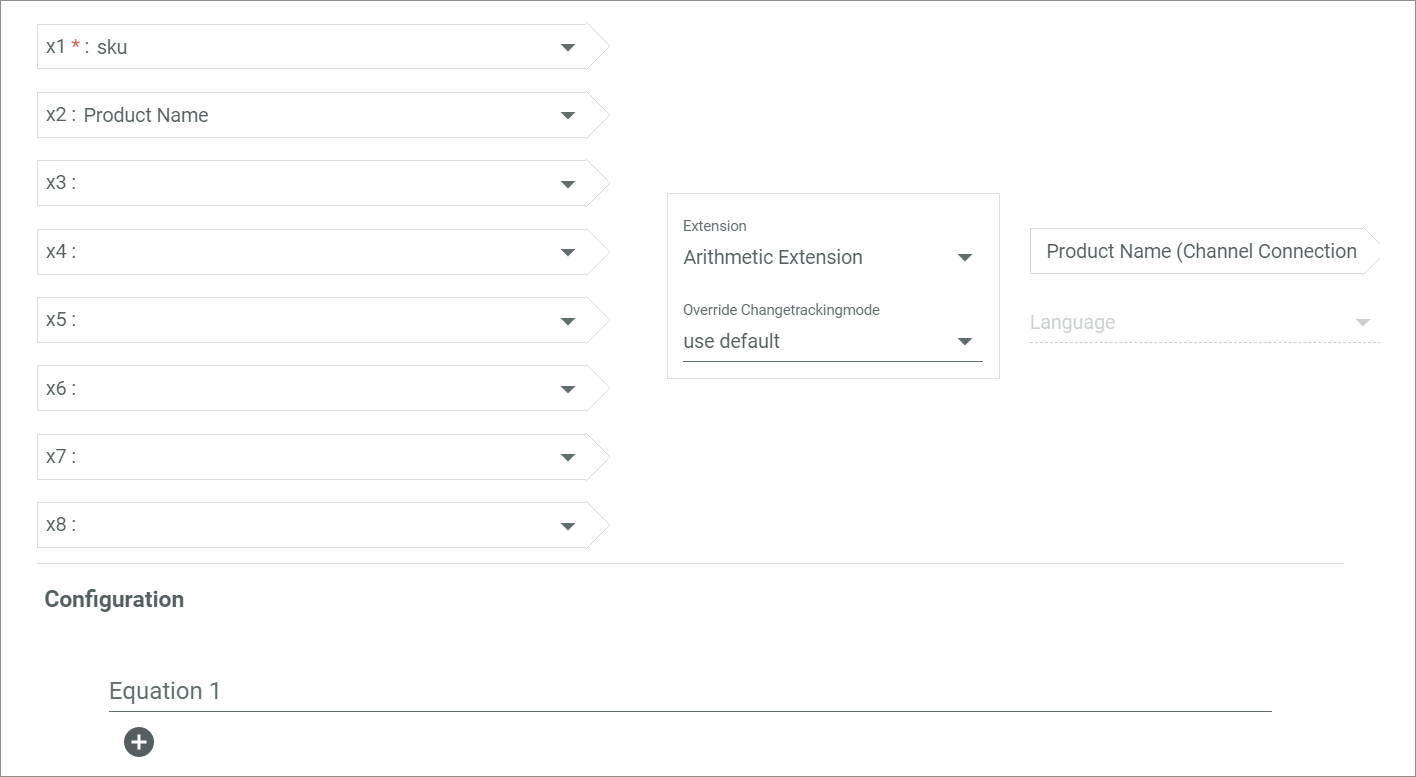 x1 * : sku
x2 : Product Name
x3 :
x4 :
x5 :
x6 :
x7 :
x8 :
Extension
Arithmetic Extension
Override Changetrackingmode
use default
Product Name (Channel Connection
Language
Configuration
Equation 1